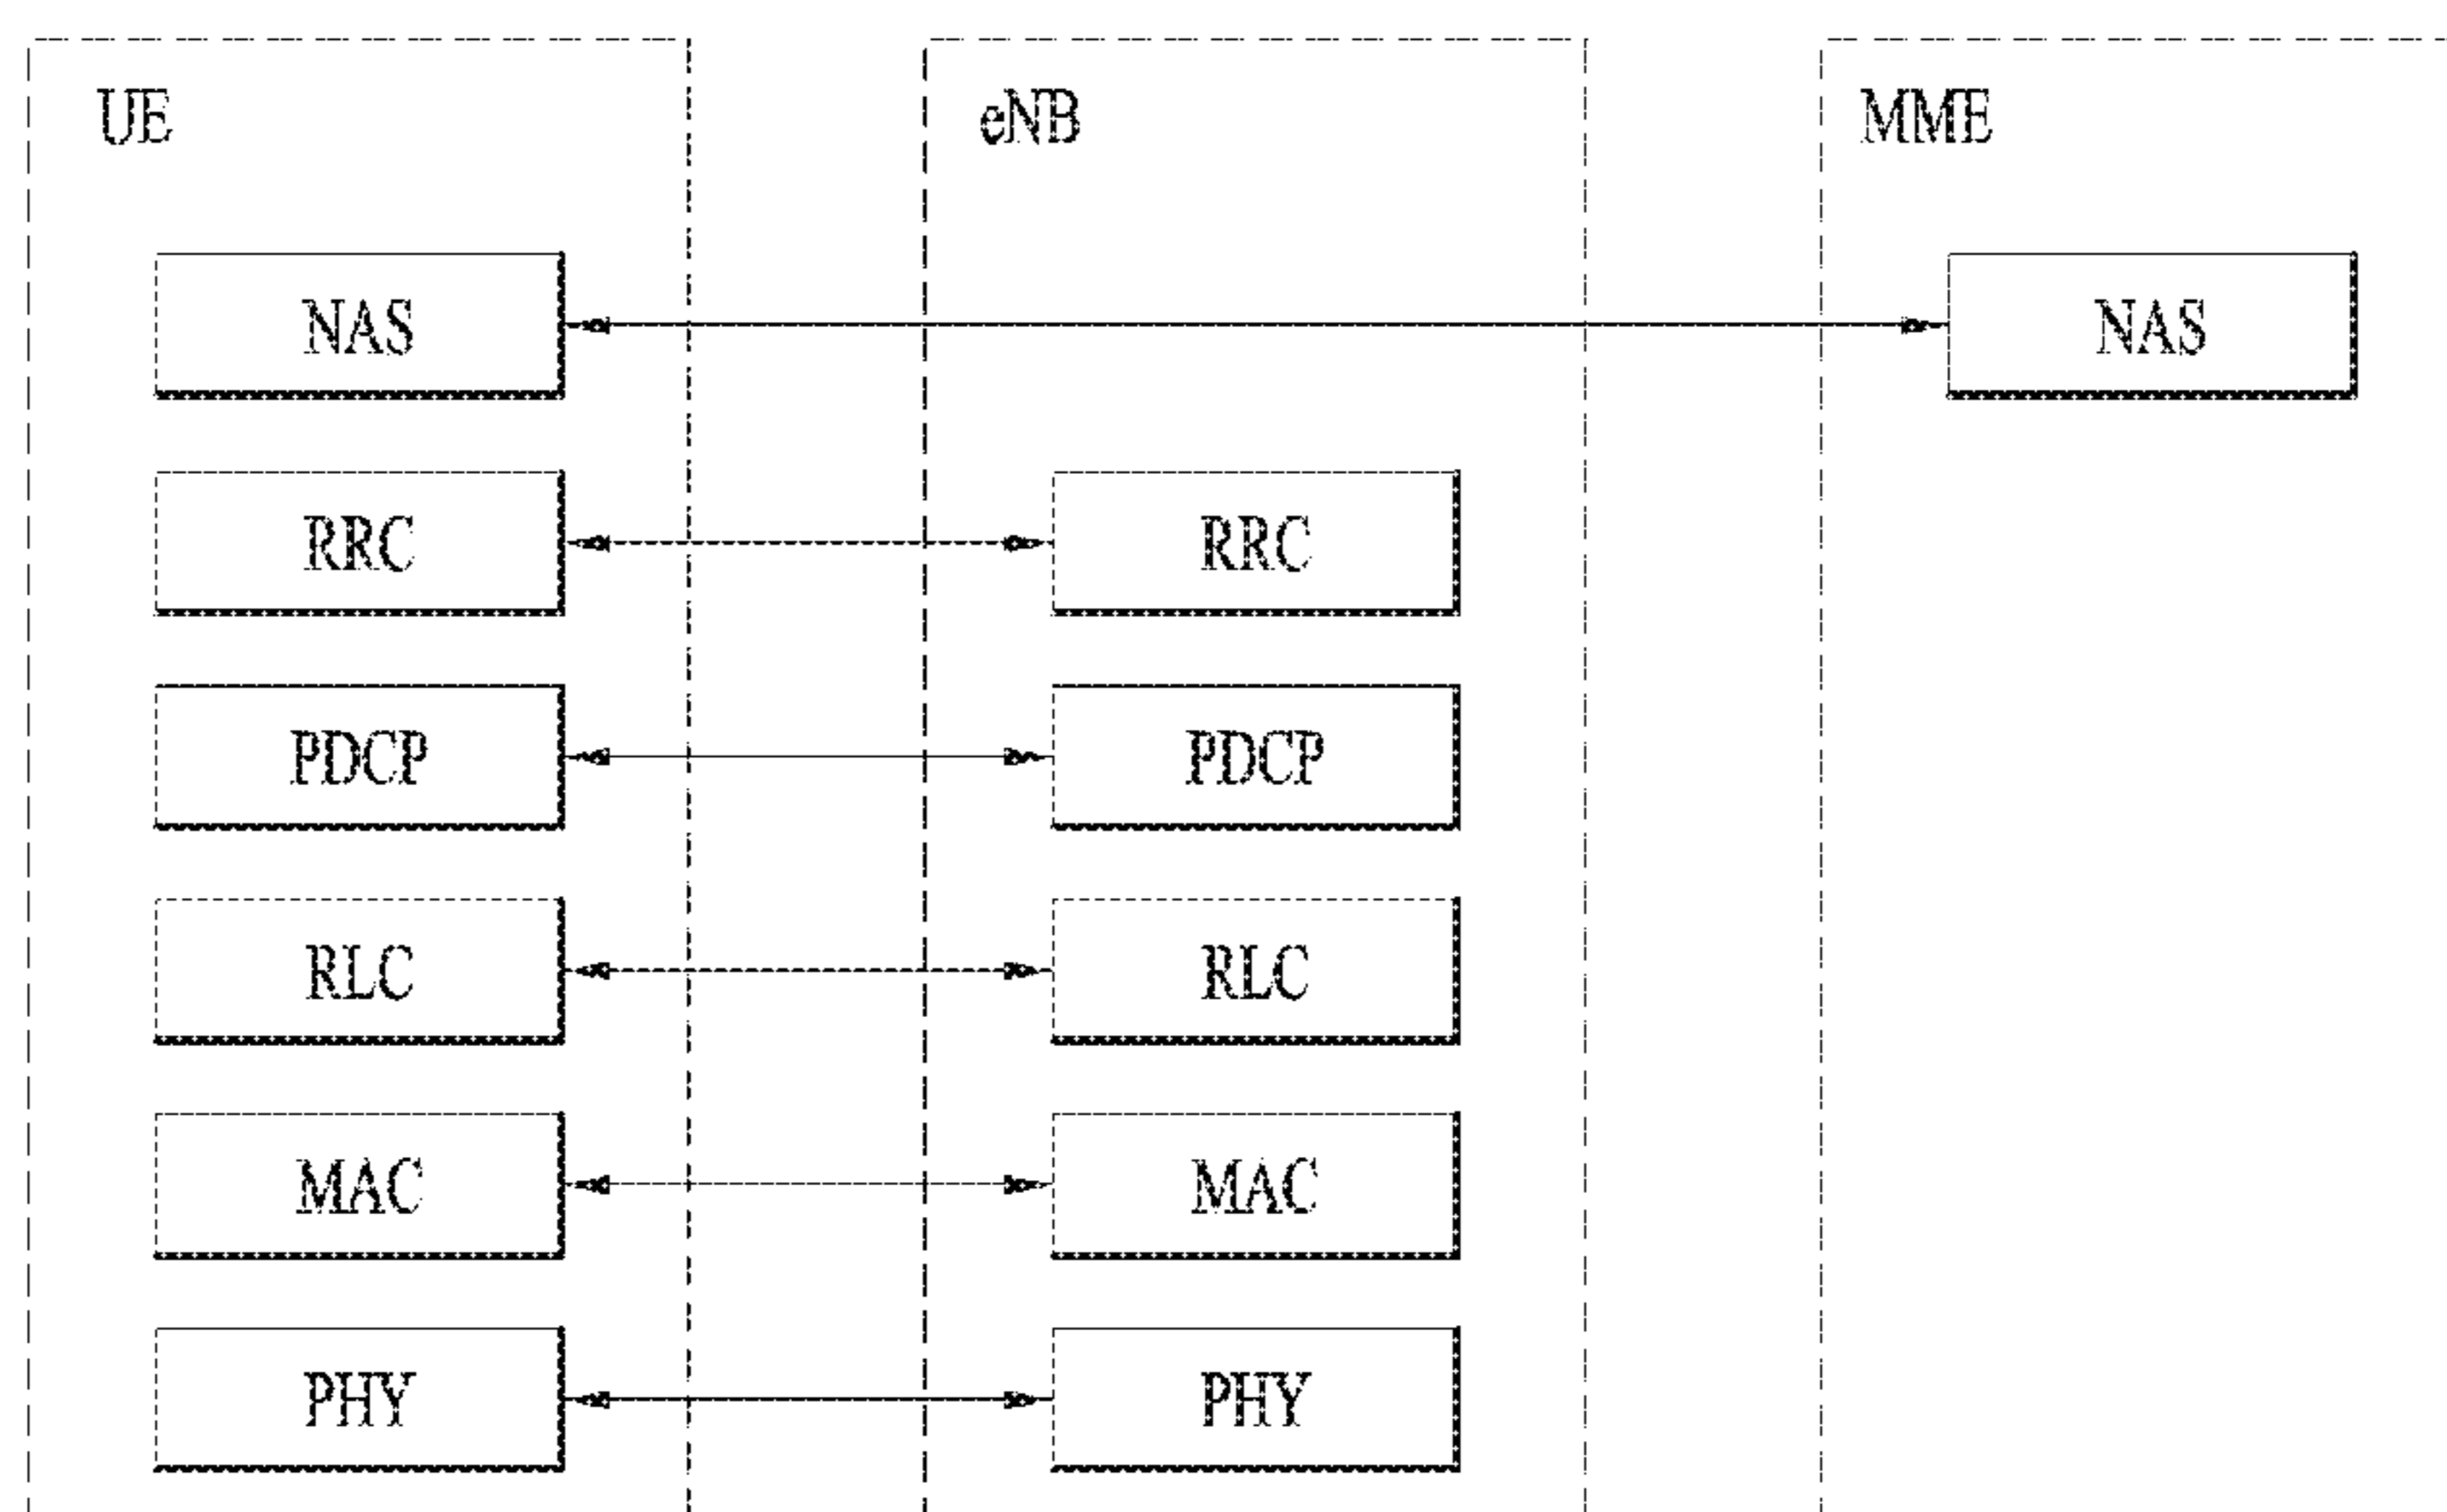 UE eNB MME
NAS NAS
RRC RRC
PDCP PDCP
RLC RLC
MAC MAC
PHY PHY